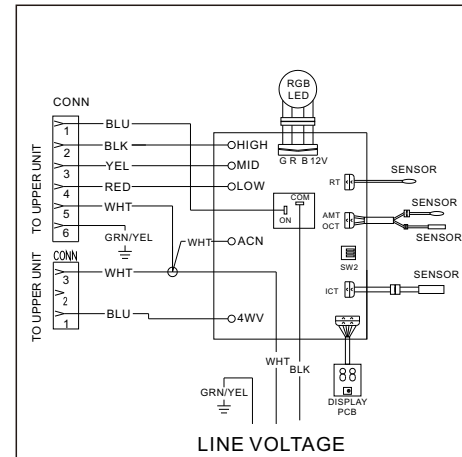 RGB
LED
CONN
1
BLU
2
BLK
HIGH
G R B 12V
3
YEL
MID
RT
SENSOR
4
RED
LOW
5
WHT
COM
ON
AMT
OCT
SENSOR
6
GRN/YEL
TO UPPER UNIT
WHT
ACN
SW2
SENSOR
CONN
3
WHT
ICT
2
1
BLU
4WV
TO UPPER UNIT
WHT
BLK
GRN/YEL
88
DISPLAY
PCB
LINE VOLTAGE